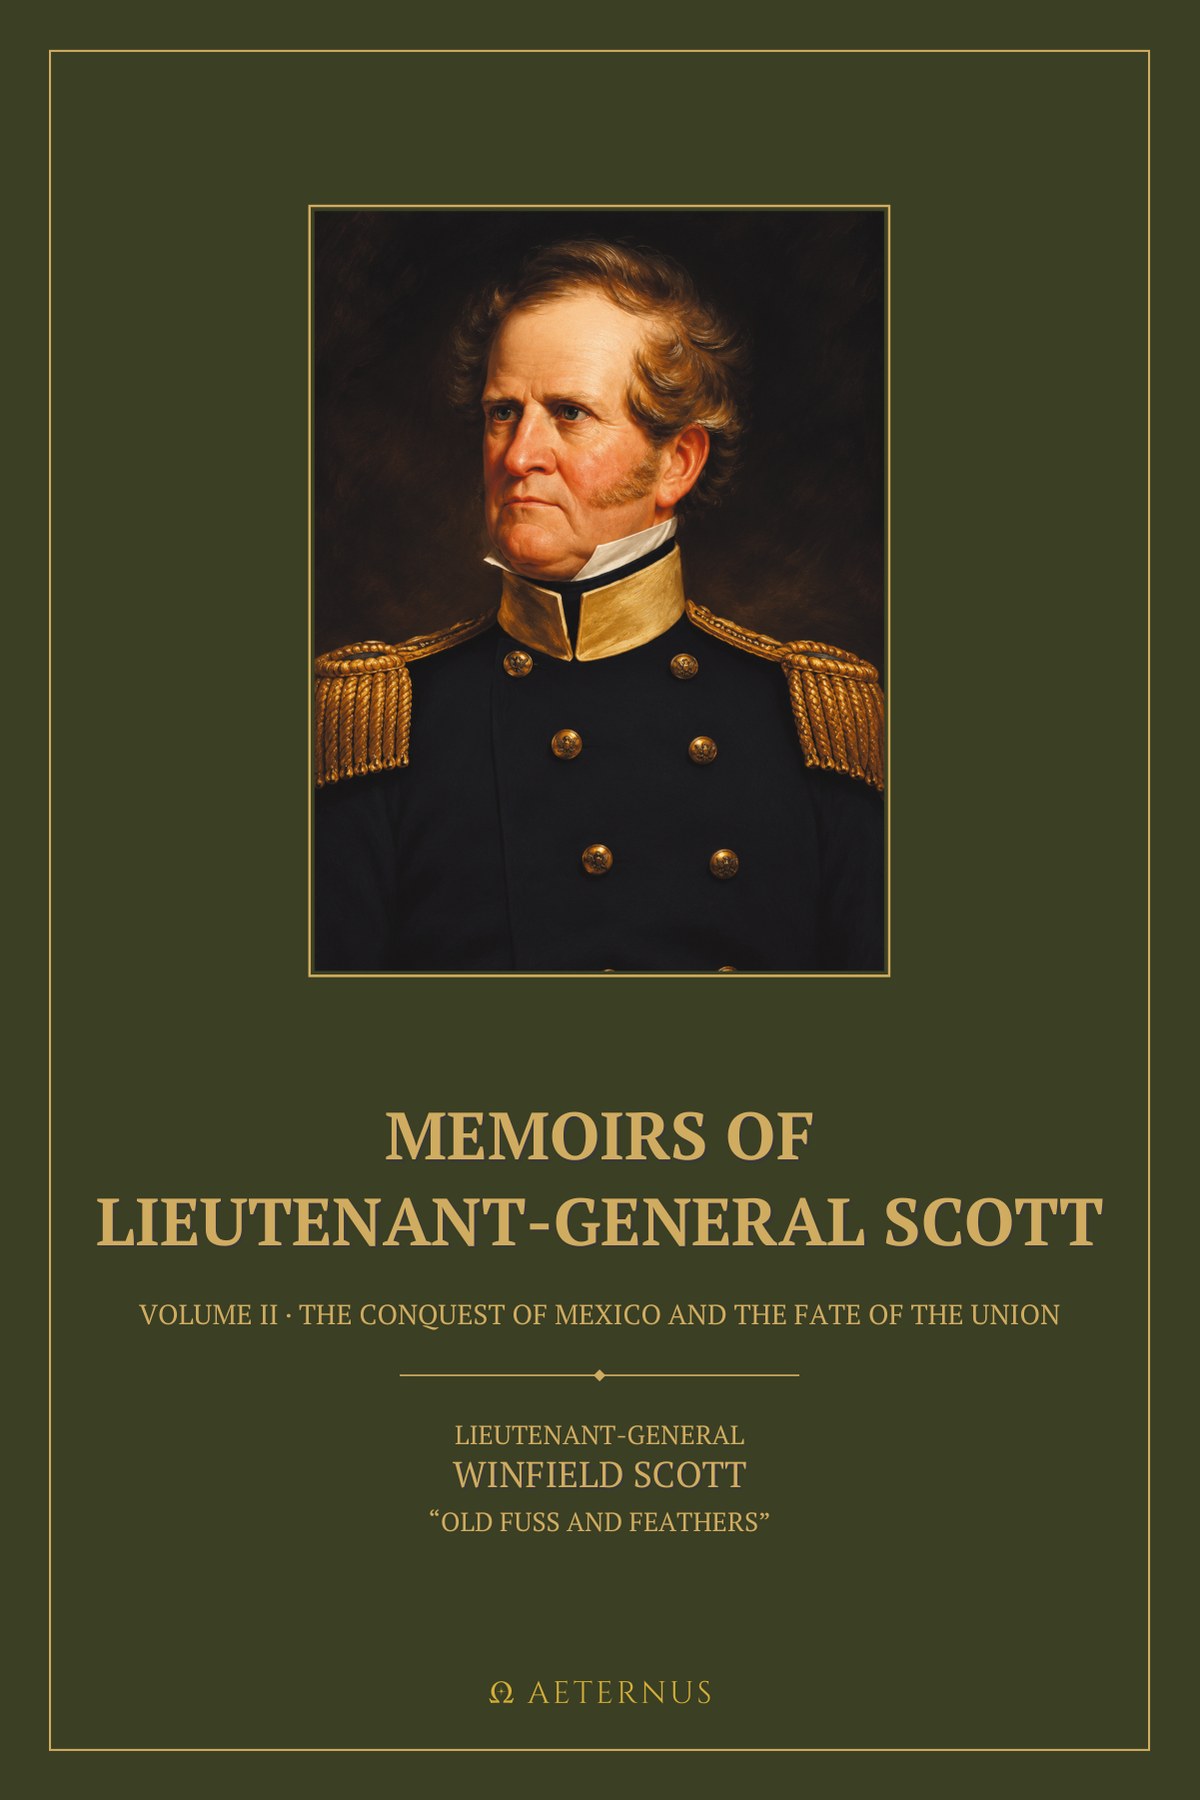 MEMOIRS OF
LIEUTENANT-GENERAL SCOTT
VOLUME II · THE CONQUEST OF MEXICO AND THE FATE OF THE UNION
LIEUTENANT-GENERAL
WINFIELD SCOTT
“OLD FUSS AND FEATHERS”
Ω AETERNUS